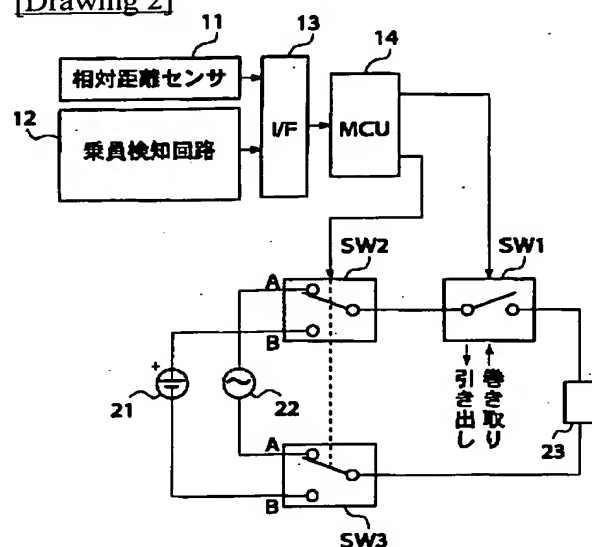 [Drawing 2]
11
13
14
相対距離センサ
12
乗員検知回路
I/F
MCU
SW2
SW1
A
B
+
21
22
引き出し
巻き取り
23
A
B
SW3